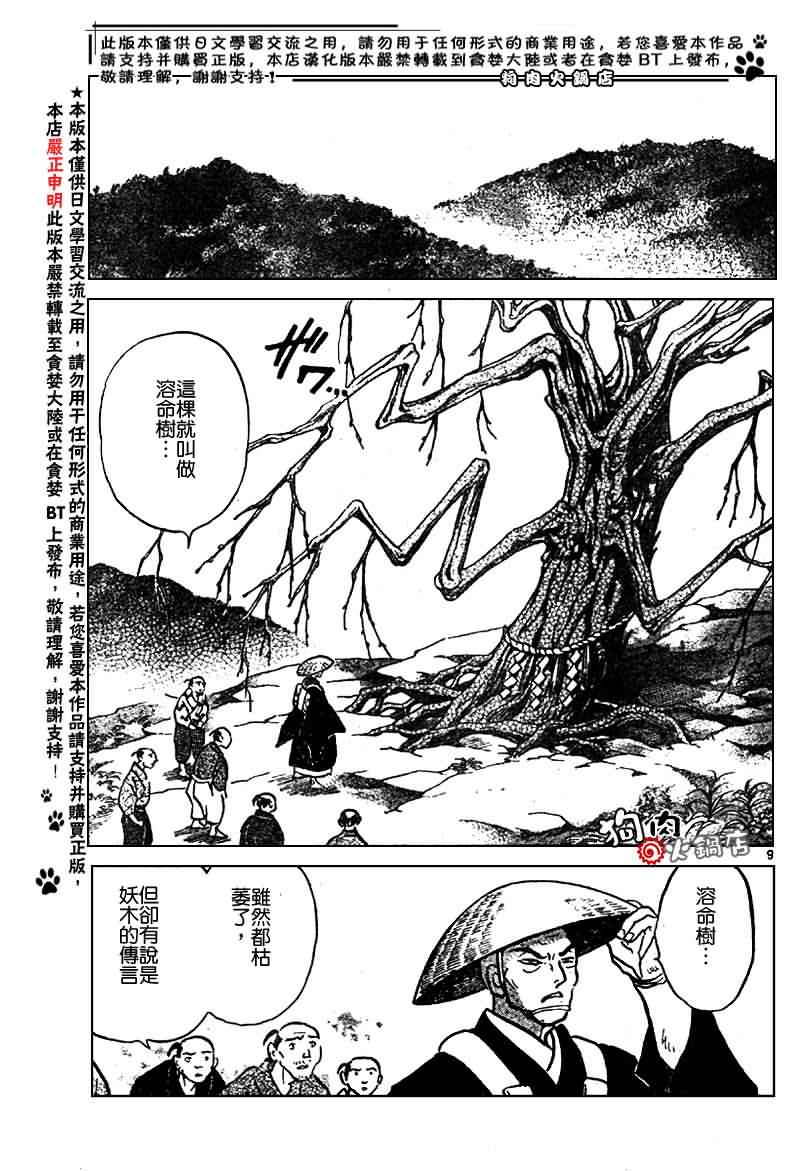 此版本僅供日文學習交流之用, 請勿用于任何形式的商業用途, 若您喜愛本作品
請支持并購買正版, 本店漢化版本嚴禁轉載到貪婪大陸或者在貪婪 BT 上發布,
敬請理解, 謝謝支持!
狗肉火鍋店
★本版本僅供日文學習交流之用,請勿用于任何形式的商業用途,若您喜愛本作品請支持并購買正版,
本店嚴正申明此版本嚴禁轉載至貪婪大陸或在貪婪 BT 上發布,敬請理解,謝謝支持!
這棵就叫做
溶命樹…
ザワ…
狗肉
火鍋店
9
溶命樹…
雖然都枯
萎了,
但卻有說是
妖木的傳言